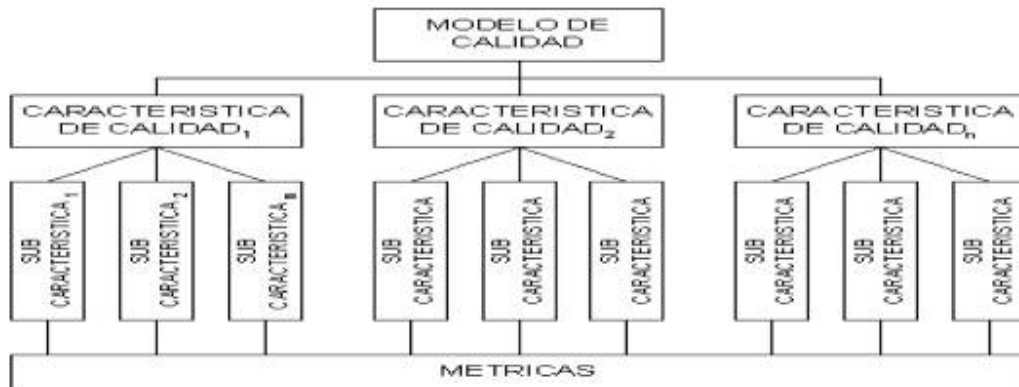 MODELO DE
CALIDAD
CARACTERISTICA
DE CALIDAD₁
CARACTERISTICA
DE CALIDAD₂
CARACTERISTICA
DE CALIDADₙ
SUB
CARACTERISTICA₁
SUB
CARACTERISTICA₂
SUB
CARACTERISTICAₘ
SUB
CARACTERISTICA
SUB
CARACTERISTICA
SUB
CARACTERISTICA
SUB
CARACTERISTICA
SUB
CARACTERISTICA
SUB
CARACTERISTICA
METRICAS